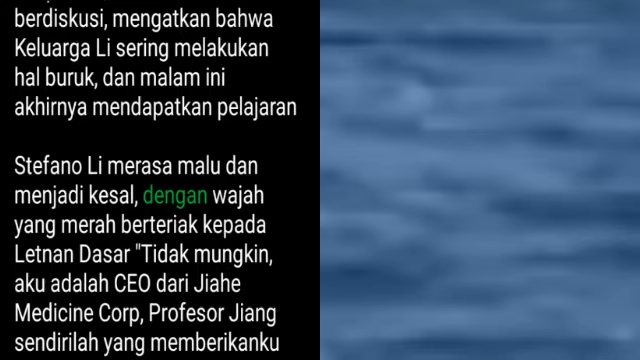 berdiskusi, mengatkan bahwa
Keluarga Li sering melakukan
hal buruk, dan malam ini
akhirnya mendapatkan pelajaran
Stefano Li merasa malu dan
menjadi kesal, dengan wajah
yang merah berteriak kepada
Letnan Dasar "Tidak mungkin,
aku adalah CEO dari Jiahe
Medicine Corp, Profesor Jiang
sendirilah yang memberikanku